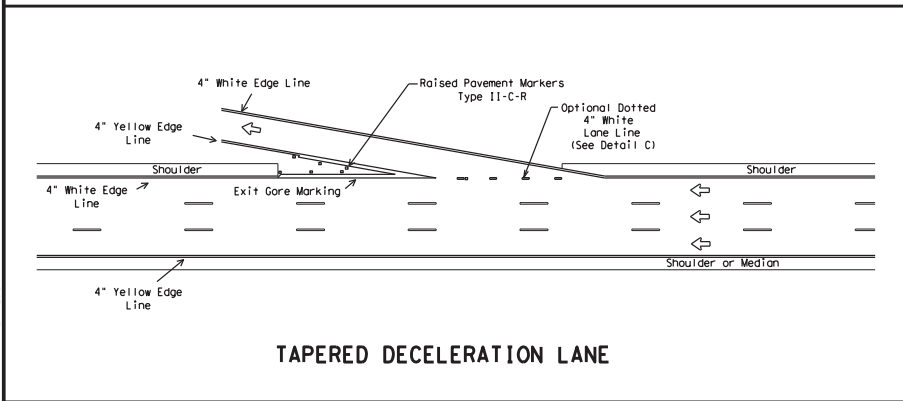 4" White Edge Line
Raised Pavement Markers
Type II-C-R
Optional Dotted
4" White
Lane Line
(See Detail C)
4" Yellow Edge
Line
Shoulder
Shoulder
4" White Edge
Line
Exit Gore Marking
Shoulder or Median
4" Yellow Edge
Line
TAPERED DECELERATION LANE